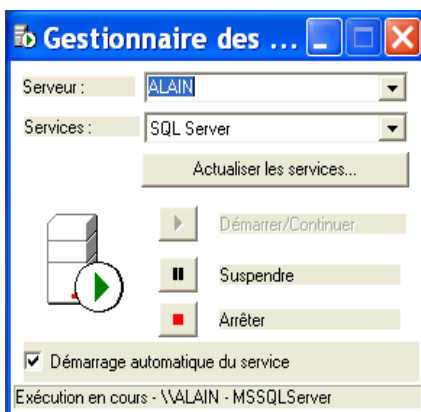 Gestionnaire des ...
Serveur : ALAIN
Services : SQL Server
Actualiser les services...
Démarrer/Continuer
Suspendre
Arrêter
Démarrage automatique du service
Exécution en cours - \\ALAIN - MSSQLServer